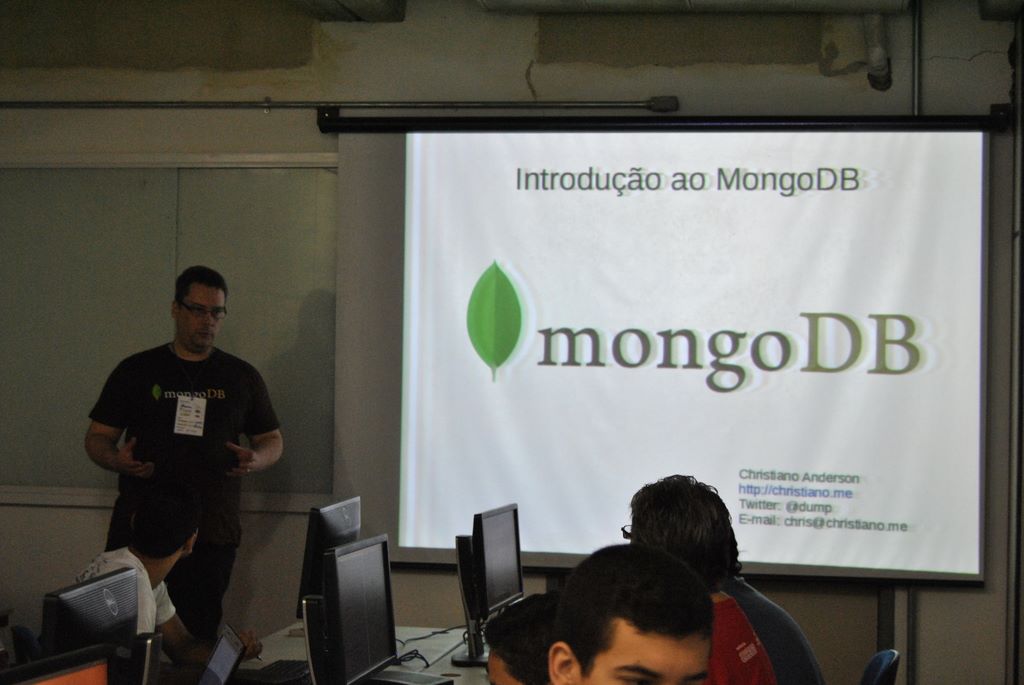 Introdução ao MongoDB
mongoDB
mongoDB
Christiano Anderson
http://christiano.me
Twitter: @dump
E-mail: chris@christiano.me